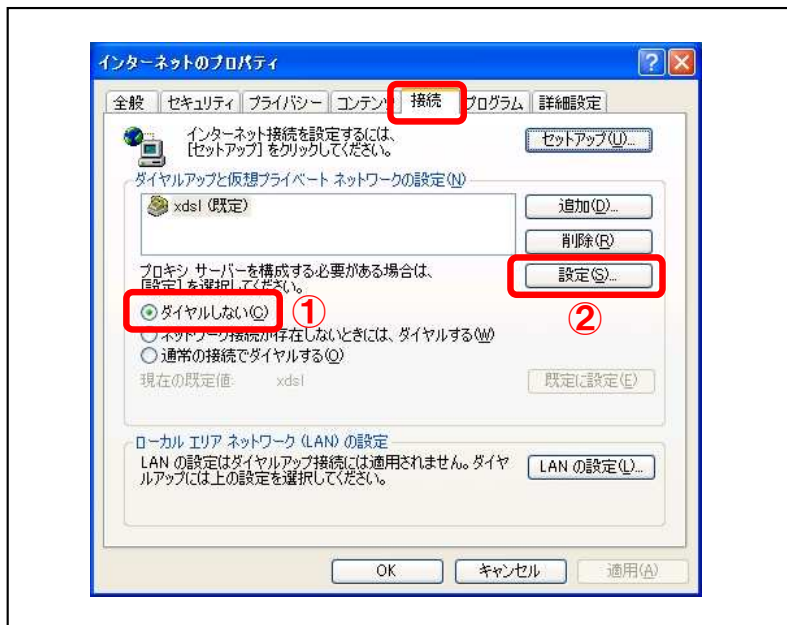 インターネットのプロパティ
全般 セキュリティ プライバシー コンテンツ 接続 プログラム 詳細設定
インターネット接続を設定するには、
[セットアップ] をクリックしてください。
セットアップ(U)...
ダイヤルアップと仮想プライベート ネットワークの設定(N)
xdsl (既定)
追加(D)...
削除(R)
プロキシ サーバーを構成する必要がある場合は、
[設定] を選択してください。
設定(S)...
ダイヤルしない(C)
①
②
ネットワーク接続が存在しないときには、ダイヤルする(W)
通常の接続でダイヤルする(O)
現在の既定値: xdsl
既定に設定(E)
ローカル エリア ネットワーク (LAN) の設定
LAN の設定はダイヤルアップ接続には適用されません。ダイヤ
ルアップには上の設定を選択してください。
LAN の設定(L)...
OK キャンセル 適用(A)